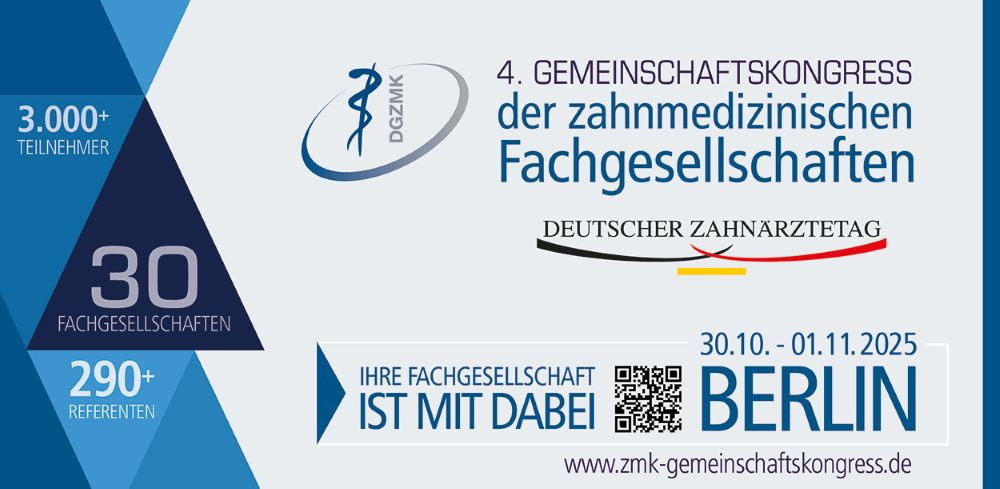 3.000+
TEILNEHMER
30
FACHGESELLSCHAFTEN
290+
REFERENTEN
DGZMK
4. GEMEINSCHAFTSKONGRESS
der zahnmedizinischen
Fachgesellschaften
DEUTSCHER ZAHNÄRZTETAG
IHRE FACHGESELLSCHAFT
IST MIT DABEI
30.10. - 01.11.2025
BERLIN
www.zmk-gemeinschaftskongress.de